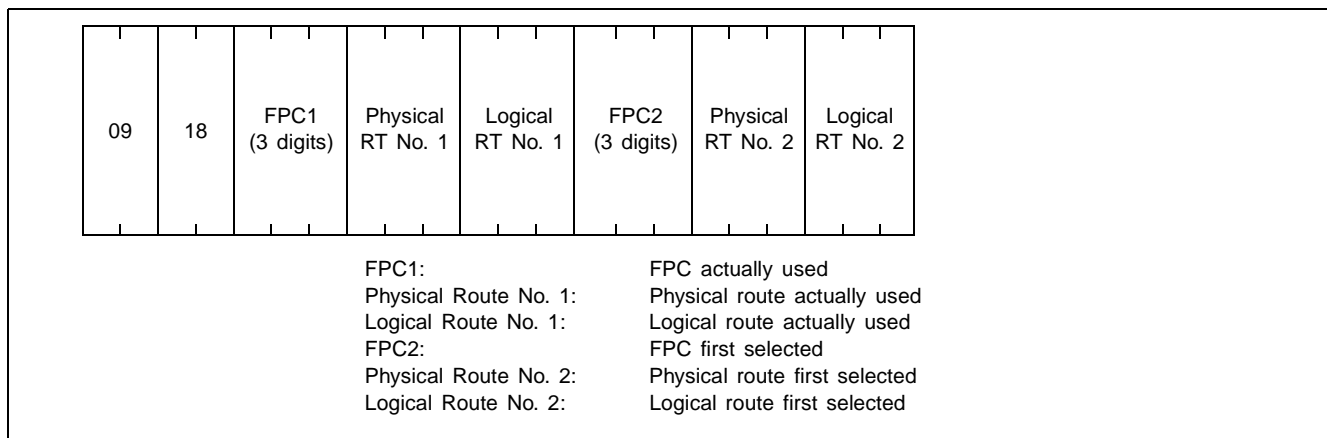 09
18
FPC1
(3 digits)
Physical
RT No. 1
Logical
RT No. 1
FPC2
(3 digits)
Physical
RT No. 2
Logical
RT No. 2
FPC1: FPC actually used
Physical Route No. 1: Physical route actually used
Logical Route No. 1: Logical route actually used
FPC2: FPC first selected
Physical Route No. 2: Physical route first selected
Logical Route No. 2: Logical route first selected